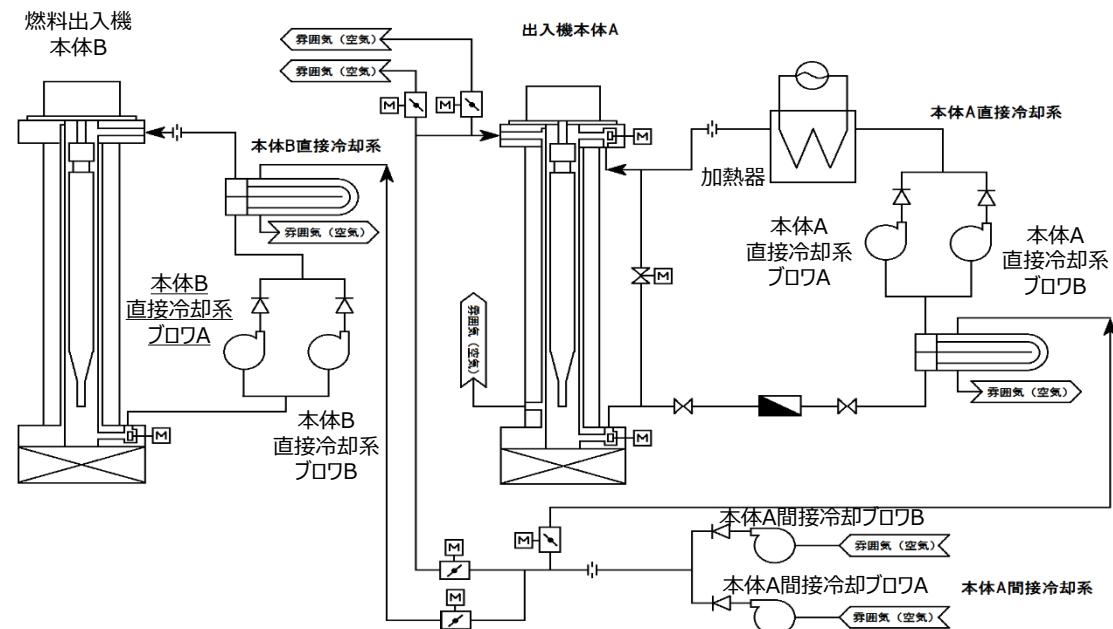 燃料出入機
本体B
雰囲気（空気）
雰囲気（空気）
出入機本体A
M
M
M
本体A直接冷却系
加熱器
本体B直接冷却系
雰囲気（空気）
本体A
直接冷却系
ブロワA
本体A
直接冷却系
ブロワB
M
本体B
直接冷却系
ブロワA
雰囲気（空気）
雰囲気（空気）
本体B
直接冷却系
ブロワB
M
M
本体A間接冷却ブロワB
M
雰囲気（空気）
M
本体A間接冷却ブロワA
本体A間接冷却系
M
雰囲気（空気）